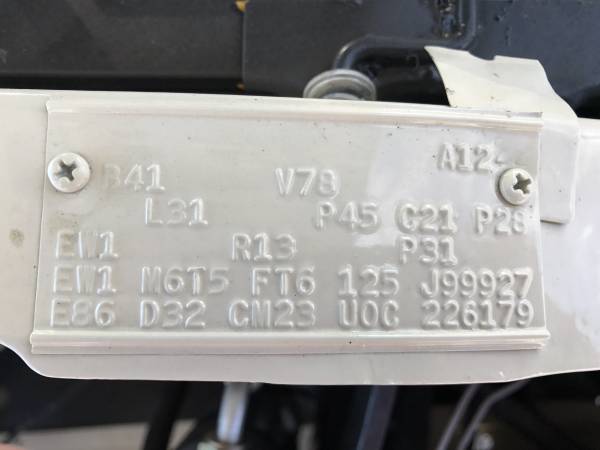 A12-
B41 V78
L31 P45 G21 P28
EW1 R13 P31
EW1 M6T5 FT6 125 J99927
E86 D32 CM23 U0C 226179